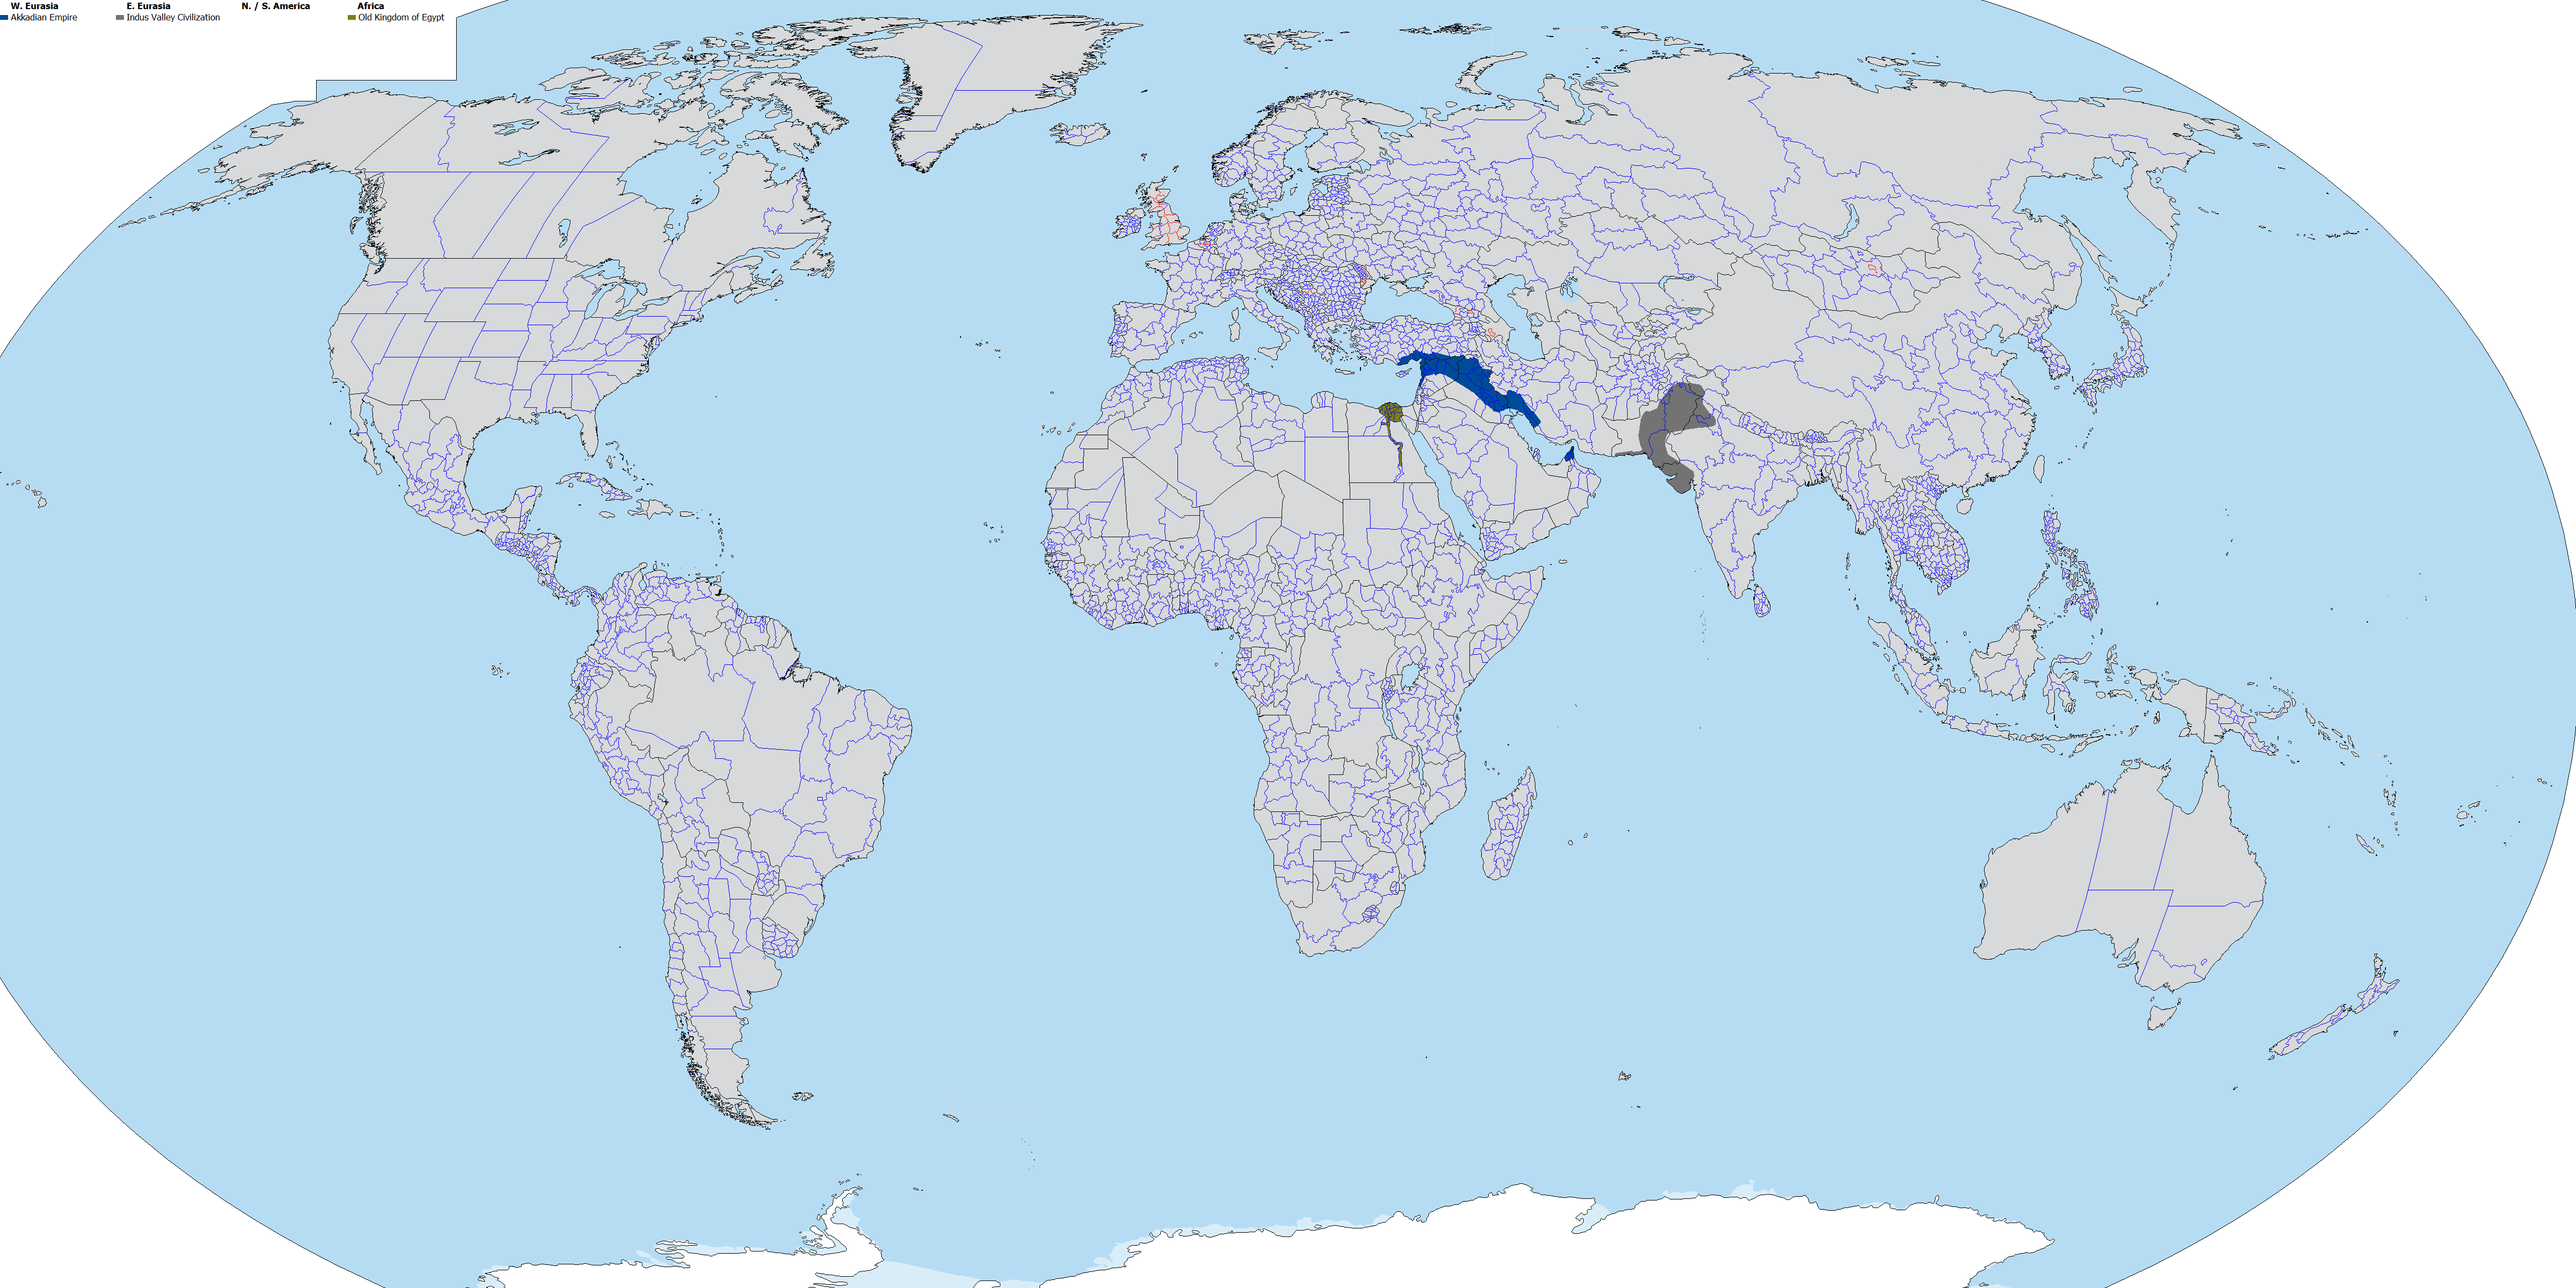 W. Eurasia E. Eurasia N. / S. America Africa
Akkadian Empire Indus Valley Civilization Old Kingdom of Egypt